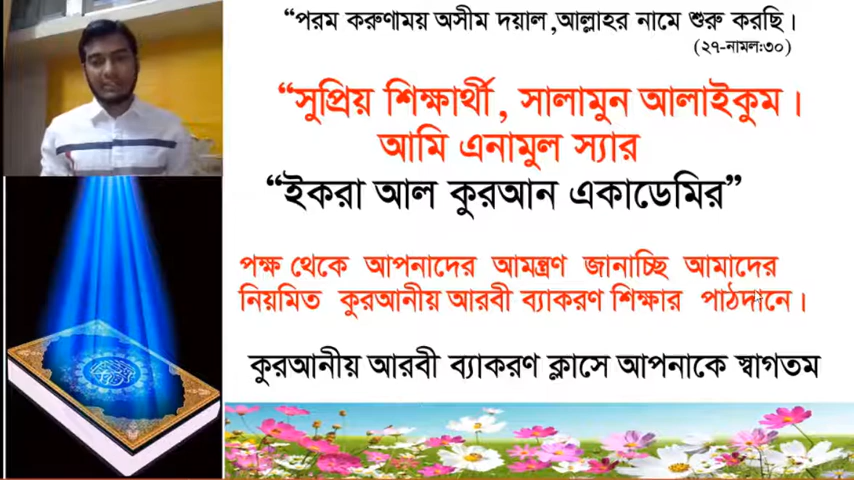 “পরম করুণাময় অসীম দয়াল,আল্লাহর নামে শুরু করছি।
(২৭-নামল:৩০)
“সুপ্রিয় শিক্ষার্থী, সালামুন আলাইকুম।
আমি এনামুল স্যার
“ইকরা আল কুরআন একাডেমির”
পক্ষ থেকে আপনাদের আমন্ত্রণ জানাচ্ছি আমাদের
নিয়মিত কুরআনীয় আরবী ব্যাকরণ শিক্ষার পাঠদানে।
কুরআনীয় আরবী ব্যাকরণ ক্লাসে আপনাকে স্বাগতম